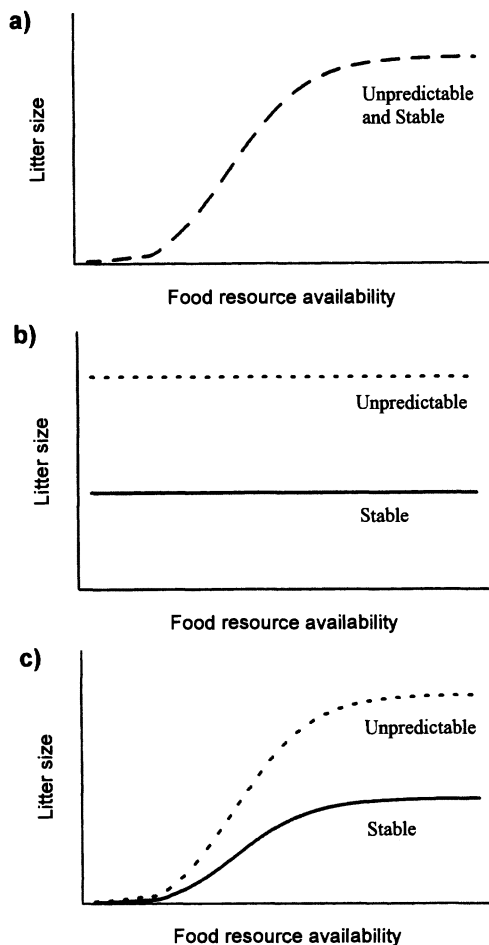 a)
Litter size
Unpredictable
and Stable
Food resource availability
b)
Litter size
Unpredictable
Stable
Food resource availability
c)
Litter size
Unpredictable
Stable
Food resource availability